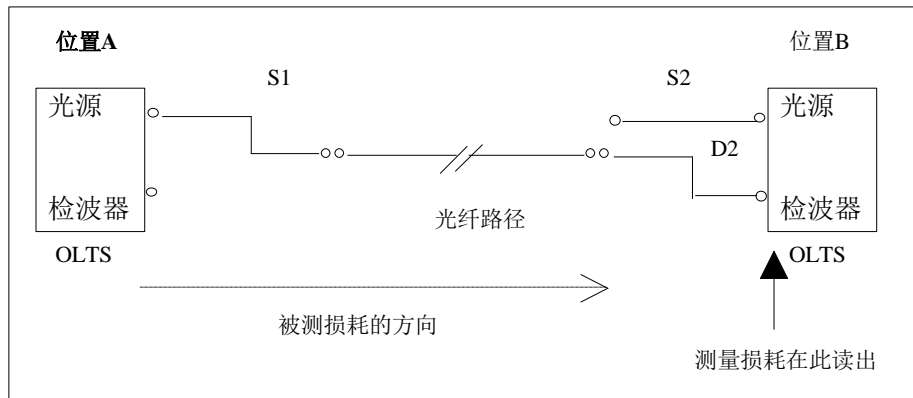 位置A
位置B
S1
S2
光源
光源
D2
检波器
检波器
光纤路径
OLTS
OLTS
被测损耗的方向
测量损耗在此读出